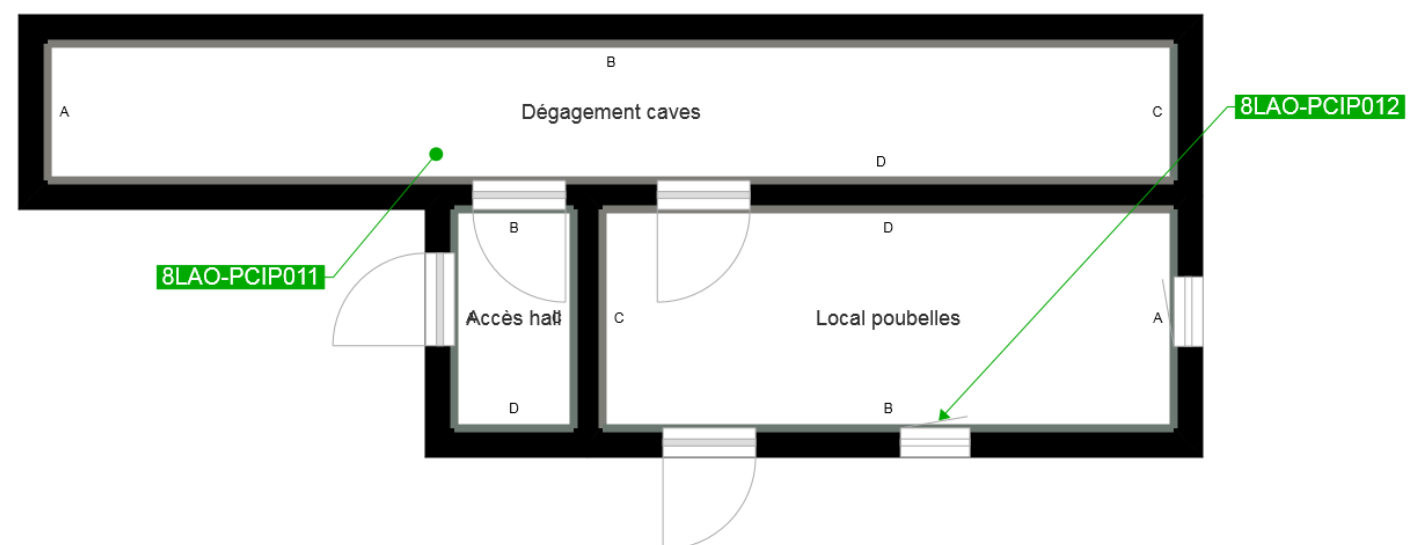 B
A
Dégagement caves
C
8LAO-PCIP012
D
B
D
8LAO-PCIP011
A
Accès hall
C
C
Local poubelles
A
D
B